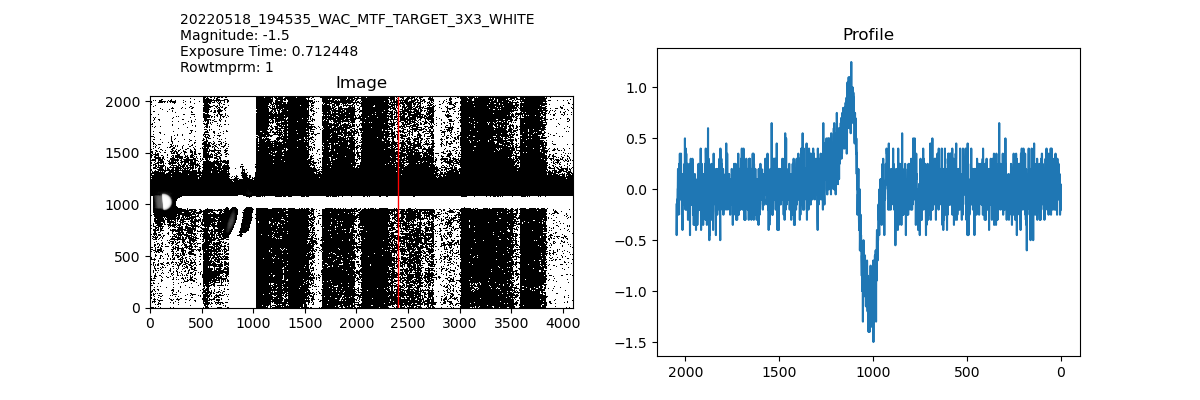 20220518_194535_WAC_MTF_TARGET_3X3_WHITE
Magnitude: -1.5
Exposure Time: 0.712448
Rowtmprm: 1
Image
2000
1500
1000
500
0
0 500 1000 1500 2000 2500 3000 3500 4000
Profile
1.0
0.5
0.0
−0.5
−1.0
−1.5
2000 1500 1000 500 0